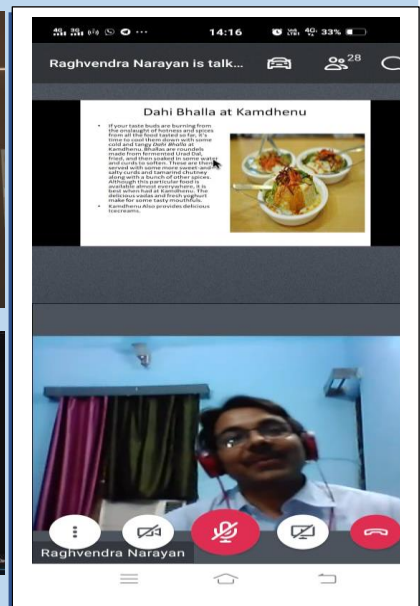 14:16
33%
Raghvendra Narayan is talk...
28
Dahi Bhalla at Kamdhenu
• If your taste buds are burning from
the onslaught of hotness and spices
from all the food tasted so far, it's
time to cool them down with some
cold and tangy Dahi Bhalla at
Kamdhenu. Bhallas are roundels
made from fermented Urad Dal,
fried, and then soaked in some water
and curds to soften. These are then
served with some more sweet-and-
salty curds and tamarind chutney
along with a bunch of other spices.
Although this particular food is
available almost everywhere, it is
best when had at Kamdhenu. The
delicious vadas and fresh yoghurt
make for some tasty mouthfuls.
• Kamdhenu Also provides delicious
Icecreams.
Raghvendra Narayan